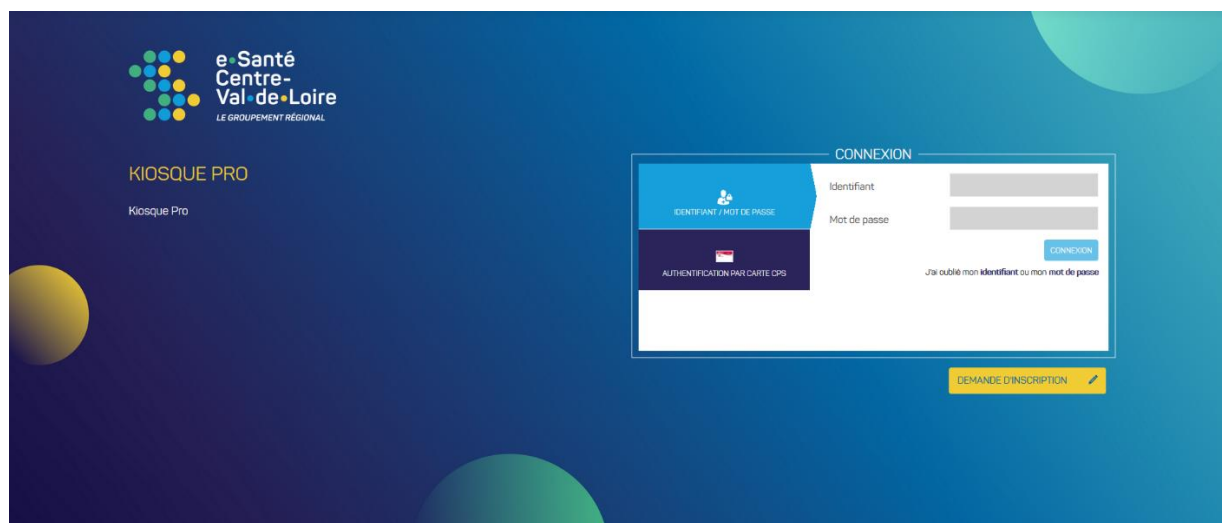 e•Santé
Centre-
Val•de•Loire
LE GROUPEMENT RÉGIONAL
KIOSQUE PRO
Kiosque Pro
CONNEXION
IDENTIFIANT / MOT DE PASSE
Identifiant
Mot de passe
CONNEXION
AUTHENTIFICATION PAR CARTE CPS
J'ai oublié mon identifiant ou mon mot de passe
DEMANDE D'INSCRIPTION